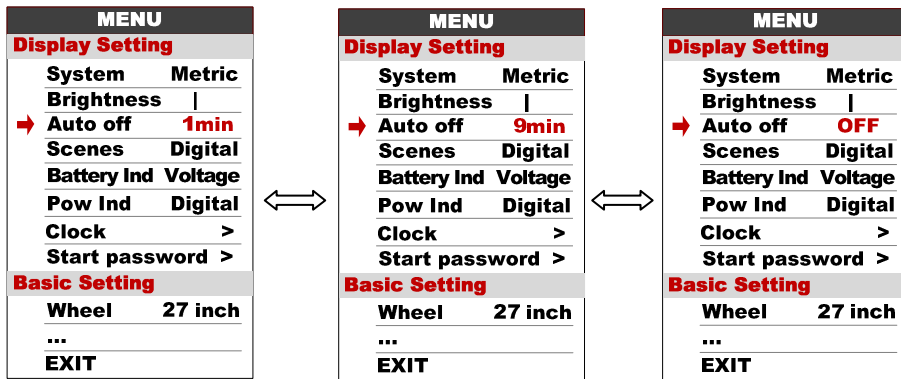 MENU
Display Setting
System Metric
Brightness |
Auto off 1min
Scenes Digital
Battery Ind Voltage
Pow Ind Digital
Clock >
Start password >
Basic Setting
Wheel 27 inch
...
EXIT
MENU
Display Setting
System Metric
Brightness |
Auto off 9min
Scenes Digital
Battery Ind Voltage
Pow Ind Digital
Clock >
Start password >
Basic Setting
Wheel 27 inch
...
EXIT
MENU
Display Setting
System Metric
Brightness |
Auto off OFF
Scenes Digital
Battery Ind Voltage
Pow Ind Digital
Clock >
Start password >
Basic Setting
Wheel 27 inch
...
EXIT